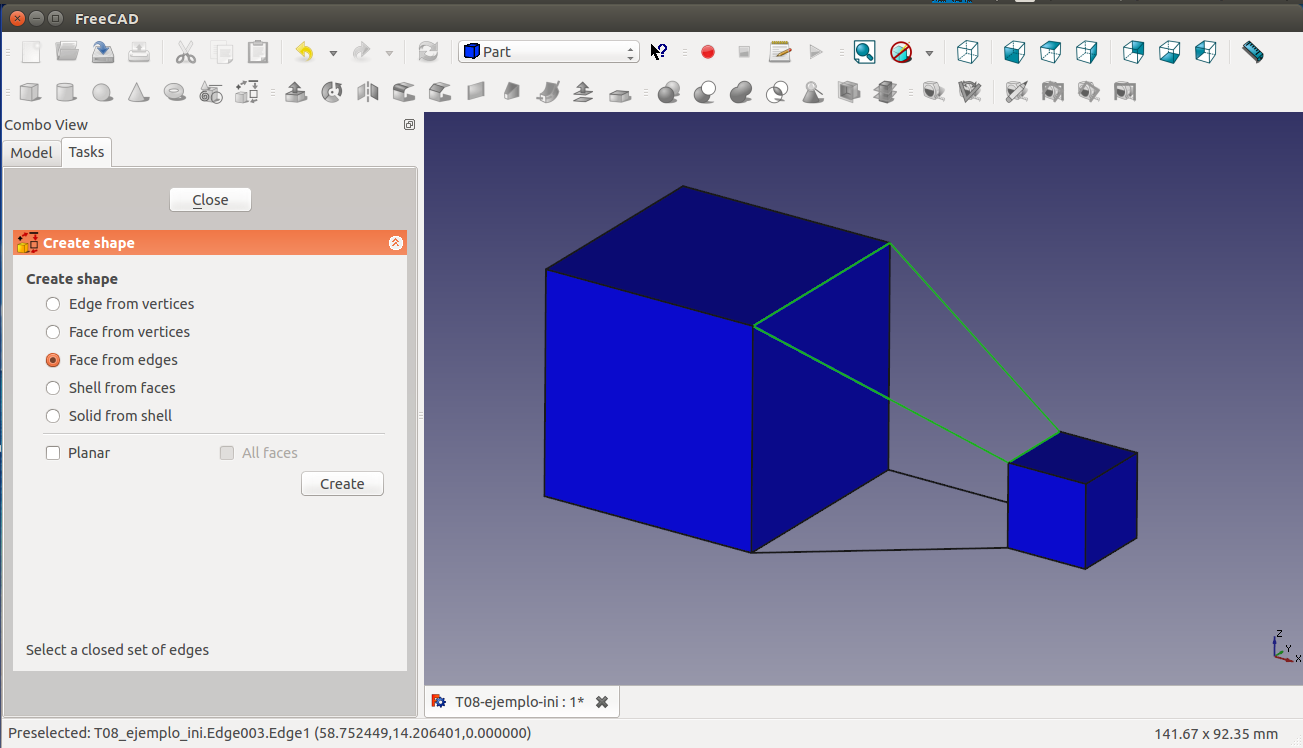 FreeCAD
Part
Combo View
Model Tasks
Close
Create shape
Create shape
Edge from vertices
Face from vertices
Face from edges
Shell from faces
Solid from shell
Planar All faces
Create
Select a closed set of edges
Z
Y
X
T08-ejemplo-ini : 1*
Preselected: T08_ejemplo_ini.Edge003.Edge1 (58.752449,14.206401,0.000000) 141.67 x 92.35 mm